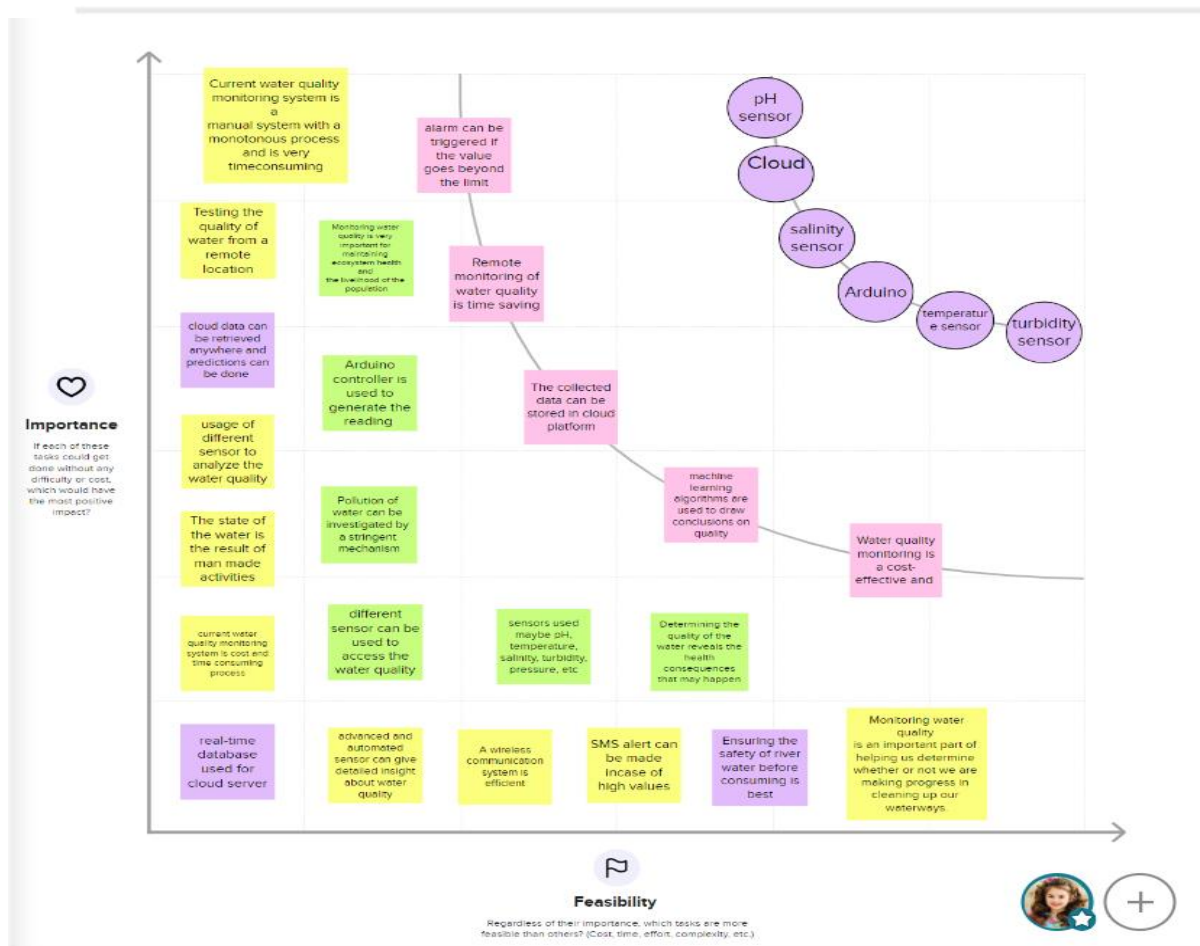 Current water quality
monitoring system is
a
manual system with a
monotonous process
and is very
timeconsuming
alarm can be
triggered if
the value
goes beyond
the limit
pH
sensor
Cloud
salinity
sensor
Arduino
temperatur
e sensor
turbidity
sensor
Testing the
quality of
water from a
remote
location
Monitoring water
quality is very
important for
maintaining
ecosystem health
and
the livelihood of the
population
Remote
monitoring of
water quality
is time saving
cloud data can
be retrieved
anywhere and
predictions can
be done
Arduino
controller is
used to
generate the
reading
The collected
data can be
stored in cloud
platform
Importance
If each of these
tasks could get
done without any
difficulty or cost,
which would have
the most positive
impact?
usage of
different
sensor to
analyze the
water quality
Pollution of
water can be
investigated by
a stringent
mechanism
machine
learning
algorithms are
used to draw
conclusions on
quality
The state of
the water is
the result of
man made
activities
Water quality
monitoring is
a cost-
effective and
current water
quality monitoring
system is cost and
time consuming
process
different
sensor can be
used to
access the
water quality
sensors used
maybe pH,
temperature,
salinity, turbidity,
pressure, etc
Determining the
quality of the
water reveals the
health
consequences
that may happen
real-time
database
used for
cloud server
advanced and
automated
sensor can give
detailed insight
about water
quality
A wireless
communication
system is
efficient
SMS alert can
be made
incase of
high values
Ensuring the
safety of river
water before
consuming is
best
Monitoring water
quality
is an important part of
helping us determine
whether or not we are
making progress in
cleaning up our
waterways.
Feasibility
Regardless of their importance, which tasks are more
feasible than others? (Cost, time, effort, complexity, etc.)